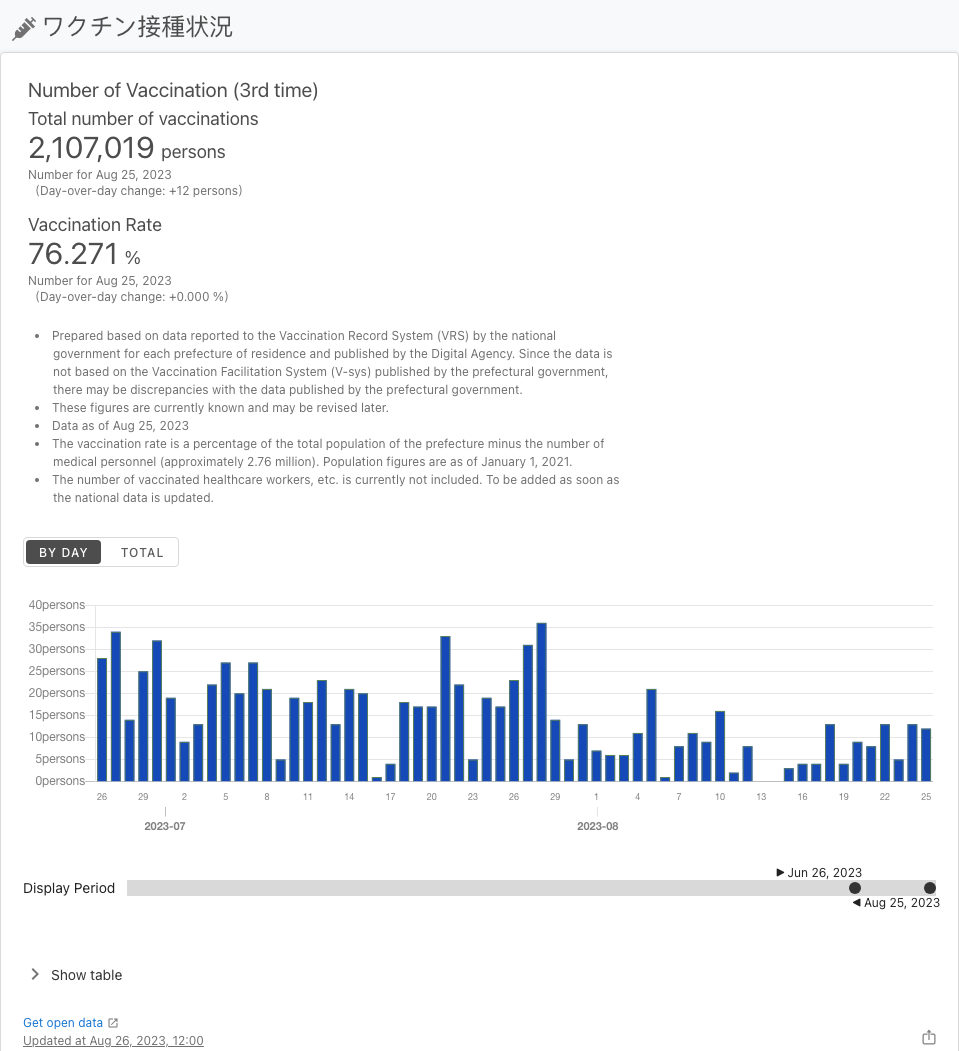 ワクチン接種状況
Number of Vaccination (3rd time)
Total number of vaccinations
2,107,019 persons
Number for Aug 25, 2023
(Day-over-day change: +12 persons)
Vaccination Rate
76.271 %
Number for Aug 25, 2023
(Day-over-day change: +0.000 %)
• Prepared based on data reported to the Vaccination Record System (VRS) by the national
government for each prefecture of residence and published by the Digital Agency. Since the data is
not based on the Vaccination Facilitation System (V-sys) published by the prefectural government,
there may be discrepancies with the data published by the prefectural government.
• These figures are currently known and may be revised later.
• Data as of Aug 25, 2023
• The vaccination rate is a percentage of the total population of the prefecture minus the number of
medical personnel (approximately 2.76 million). Population figures are as of January 1, 2021.
• The number of vaccinated healthcare workers, etc. is currently not included. To be added as soon as
the national data is updated.
BY DAY TOTAL
40persons
35persons
30persons
25persons
20persons
15persons
10persons
5persons
0persons
26 29 2 5 8 11 14 17 20 23 26 29 1 4 7 10 13 16 19 22 25
2023-07 2023-08
Jun 26, 2023
Display Period
Aug 25, 2023
Show table
Get open data
Updated at Aug 26, 2023, 12:00